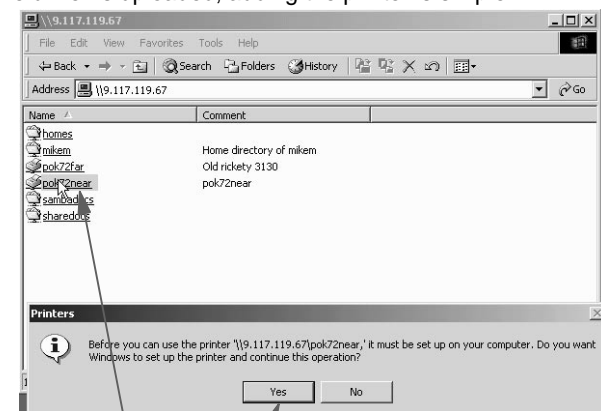 \\9.117.119.67
File Edit View Favorites Tools Help
Back Search Folders History
Address \\9.117.119.67 Go
Name Comment
homes
mikem Home directory of mikem
pok72far Old rickety 3130
pok72near pok72near
sambadocs
shareddocs
Printers
Before you can use the printer '\\9.117.119.67\pok72near,' it must be set up on your computer. Do you want
Windows to set up the printer and continue this operation?
Yes No